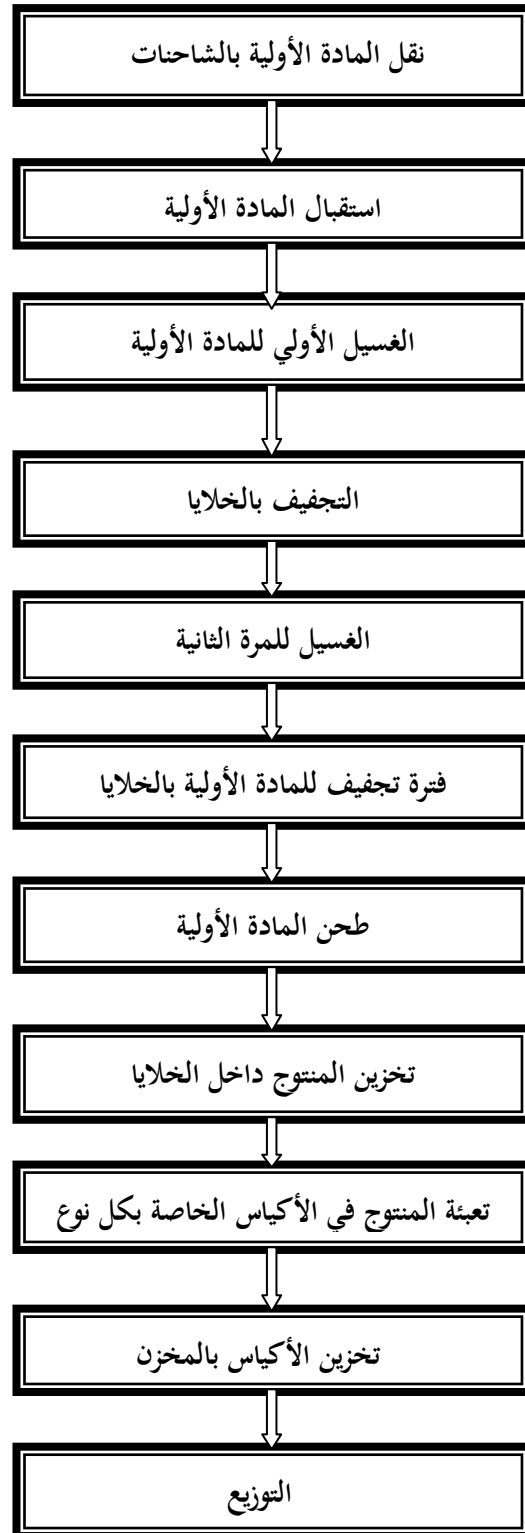 نقل المادة الأولية بالشاحنات
استقبال المادة الأولية
الغسيل الأولي للمادة الأولية
التجفيف بالخلايا
الغسيل للمرة الثانية
فترة تجفيف للمادة الأولية بالخلايا
طحن المادة الأولية
تخزين المنتوج داخل الخلايا
تعبئة المنتوج في الأكياس الخاصة بكل نوع
تخزين الأكياس بالمخزن
التوزيع